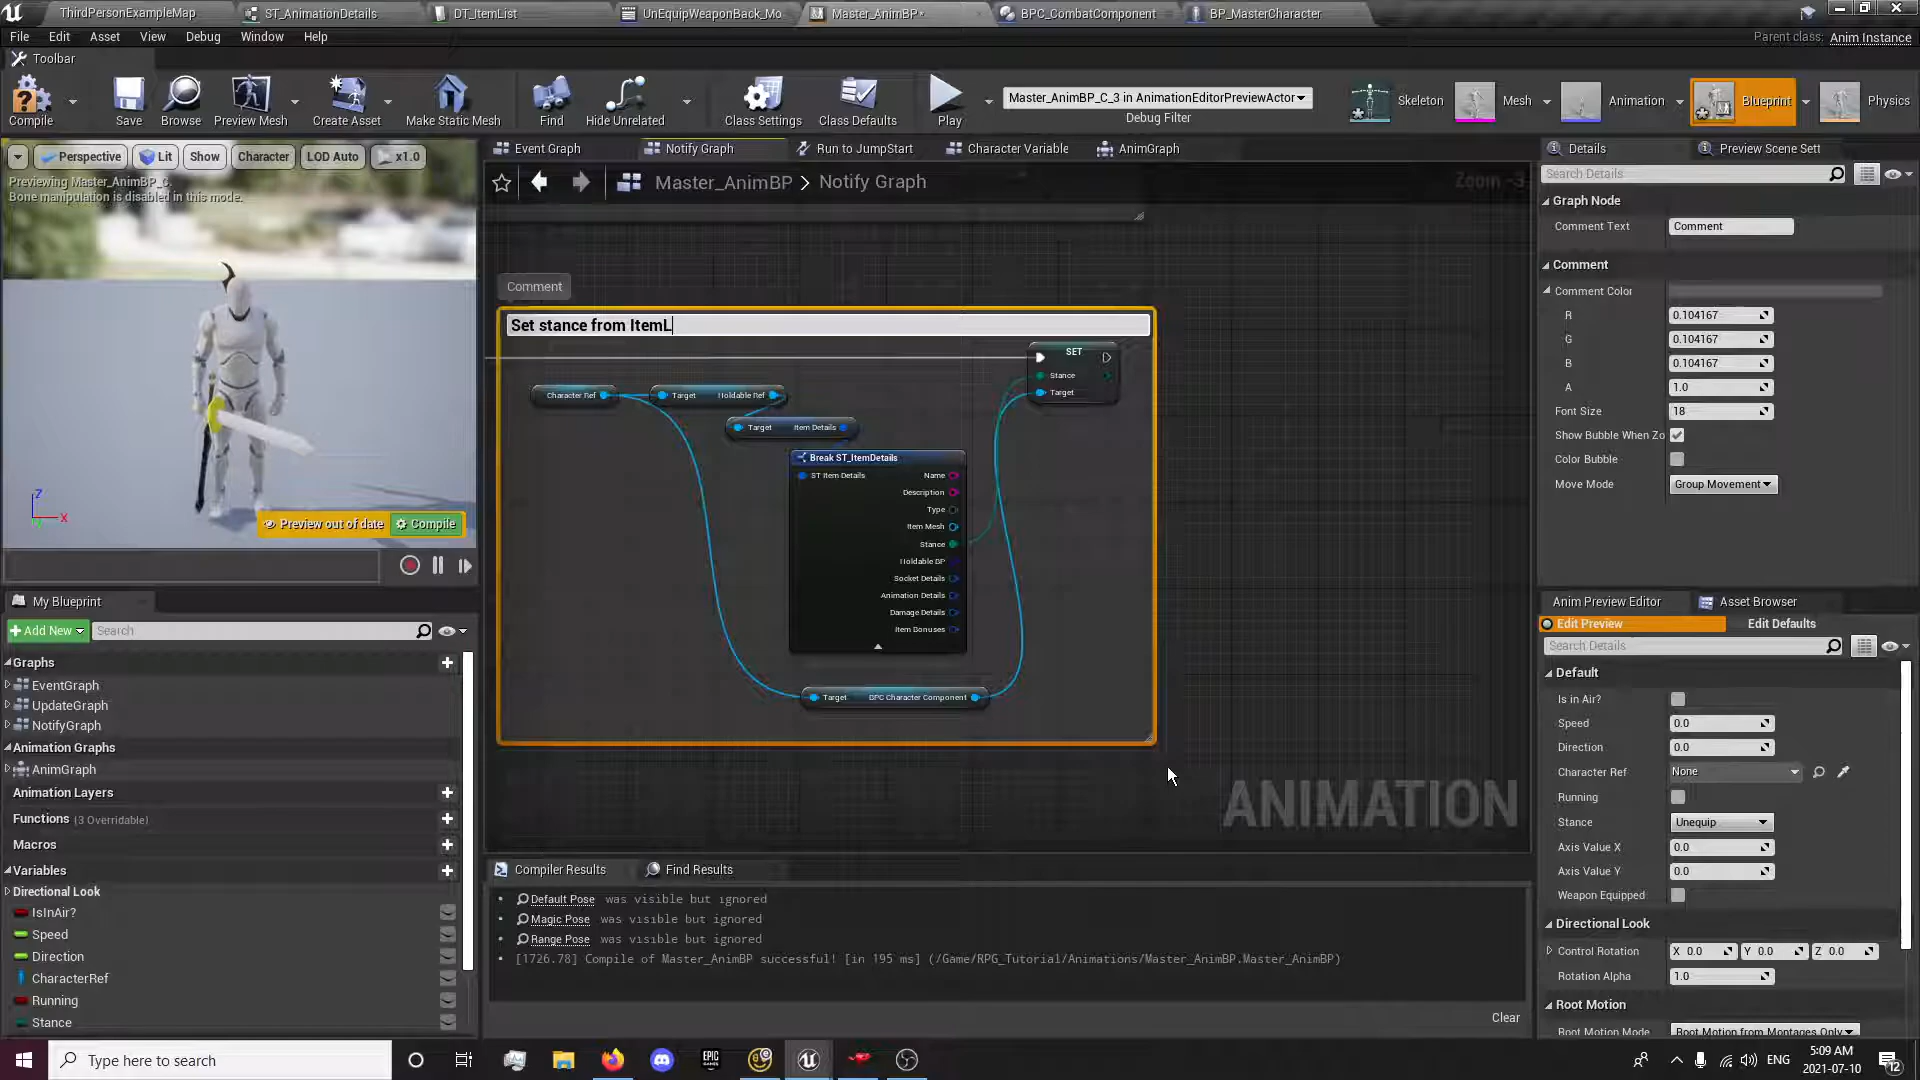 ThirdPersonExampleMap
ST_AnimationDetails
DT_ItemList
UnEquipWeaponBack_Mo
Master_AnimBP*
BPC_CombatComponent
BP_MasterCharacter
File Edit Asset View Debug Window Help
Parent class: Anim Instance
Toolbar
Compile
Save
Browse
Preview Mesh
Create Asset
Make Static Mesh
Find
Hide Unrelated
Class Settings
Class Defaults
Play
Master_AnimBP_C_3 in AnimationEditorPreviewActor
Debug Filter
Skeleton
Mesh
Animation
Blueprint
Physics
Perspective
Lit
Show
Character
LOD Auto
x1.0
Previewing Master_AnimBP_C.
Bone manipulation is disabled in this mode.
Z
X
Preview out of date
Compile
Event Graph
Notify Graph
Run to JumpStart
Character Variable
AnimGraph
Master_AnimBP > Notify Graph
Zoom -3
Comment
Set stance from ItemL
SET
Stance
Target
Character Ref
Target Holdable Ref
Target Item Details
Break ST_ItemDetails
ST Item Details
Name
Description
Type
Item Mesh
Stance
Holdable BP
Socket Details
Animation Details
Damage Details
Item Bonuses
Target BPC Character Component
ANIMATION
Details
Preview Scene Sett
Search Details
Graph Node
Comment Text Comment
Comment
Comment Color
R 0.104167
G 0.104167
B 0.104167
A 1.0
Font Size 18
Show Bubble When Zo
Color Bubble
Move Mode Group Movement
My Blueprint
+ Add New
Search
Graphs
EventGraph
UpdateGraph
NotifyGraph
Animation Graphs
AnimGraph
Animation Layers
Functions (3 Overridable)
Macros
Variables
Directional Look
IsInAir?
Speed
Direction
CharacterRef
Running
Stance
Compiler Results
Find Results
• Default Pose was visible but ignored
• Magic Pose was visible but ignored
• Range Pose was visible but ignored
• [1726.78] Compile of Master_AnimBP successful! [in 195 ms] (/Game/RPG_Tutorial/Animations/Master_AnimBP.Master_AnimBP)
Clear
Anim Preview Editor
Asset Browser
Edit Preview
Edit Defaults
Search Details
Default
Is in Air?
Speed 0.0
Direction 0.0
Character Ref None
Running
Stance Unequip
Axis Value X 0.0
Axis Value Y 0.0
Weapon Equipped
Directional Look
Control Rotation X 0.0 Y 0.0 Z 0.0
Rotation Alpha 1.0
Root Motion
Root Motion Mode Root Motion from Montages Only
Type here to search
EPIC
ENG
5:09 AM
2021-07-10
12